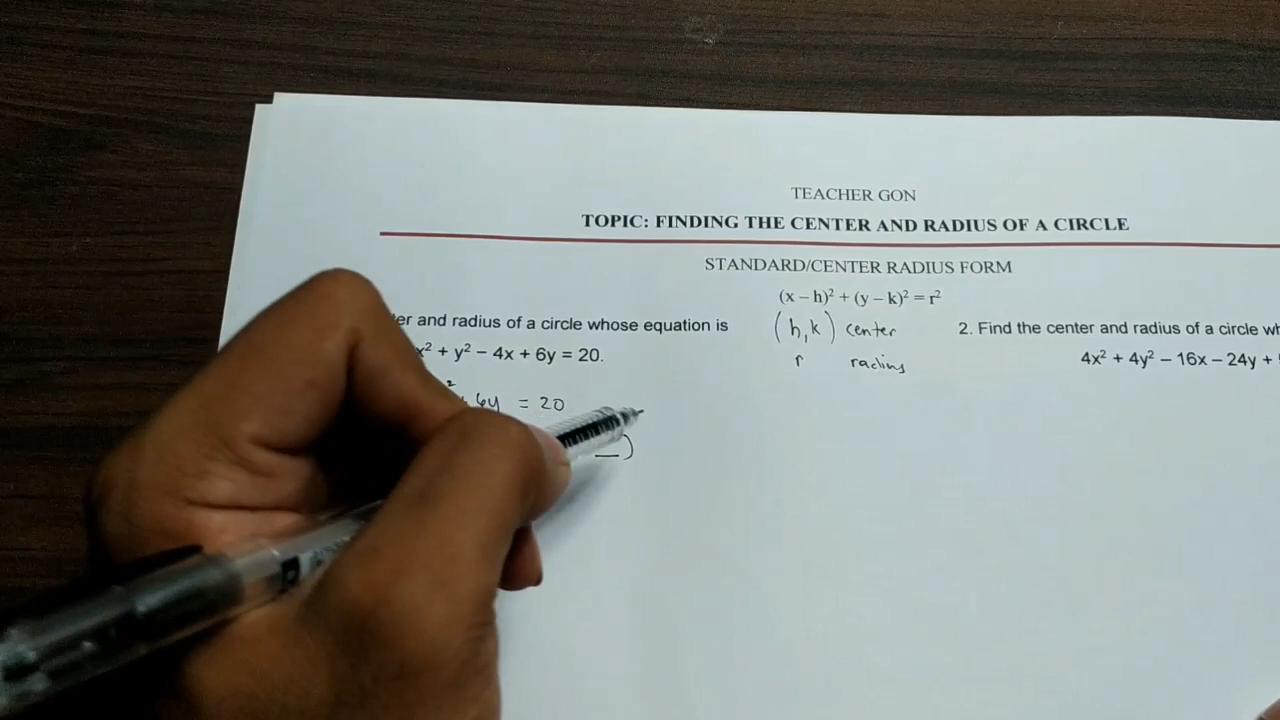 TEACHER GON
TOPIC: FINDING THE CENTER AND RADIUS OF A CIRCLE
STANDARD/CENTER RADIUS FORM
(x – h)² + (y – k)² = r²
and radius of a circle whose equation is
x² + y² – 4x + 6y = 20.
(h,k) center
r radius
2. Find the center and radius of a circle
4x² + 4y² – 16x – 24y +
6y = 20
__)